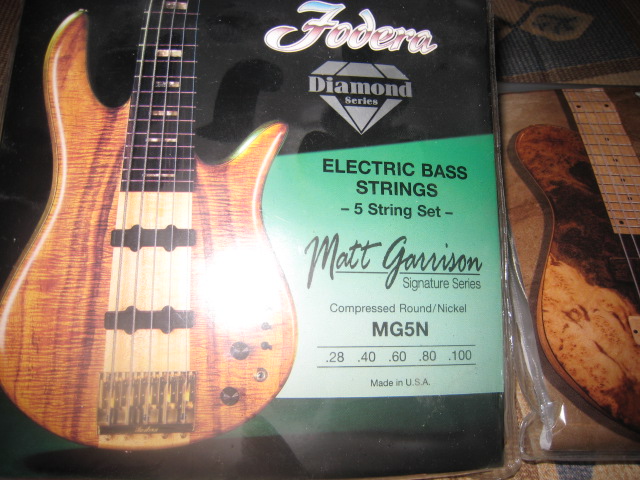 Fodera
Diamond
Series
ELECTRIC BASS
STRINGS
– 5 String Set –
Matt Garrison
Signature Series
Compressed Round/Nickel
MG5N
.28 .40 .60 .80 .100
Made in U.S.A.